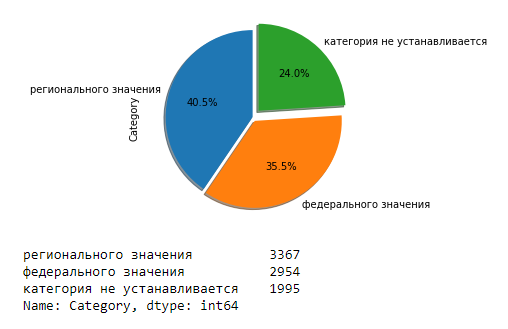 категория не устанавливается
24.0%
регионального значения
40.5%
Category
35.5%
федерального значения
регионального значения 3367
федерального значения 2954
категория не устанавливается 1995
Name: Category, dtype: int64